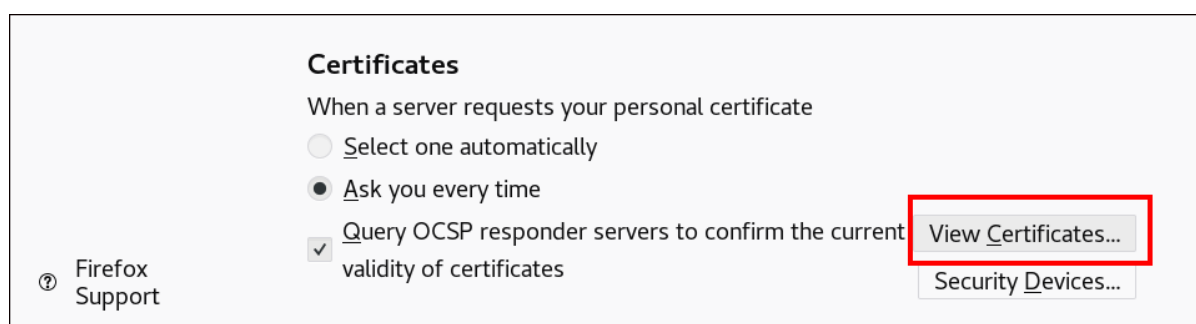 Certificates
When a server requests your personal certificate
Select one automatically
Ask you every time
Query OCSP responder servers to confirm the current
validity of certificates
View Certificates...
Security Devices...
Firefox
Support